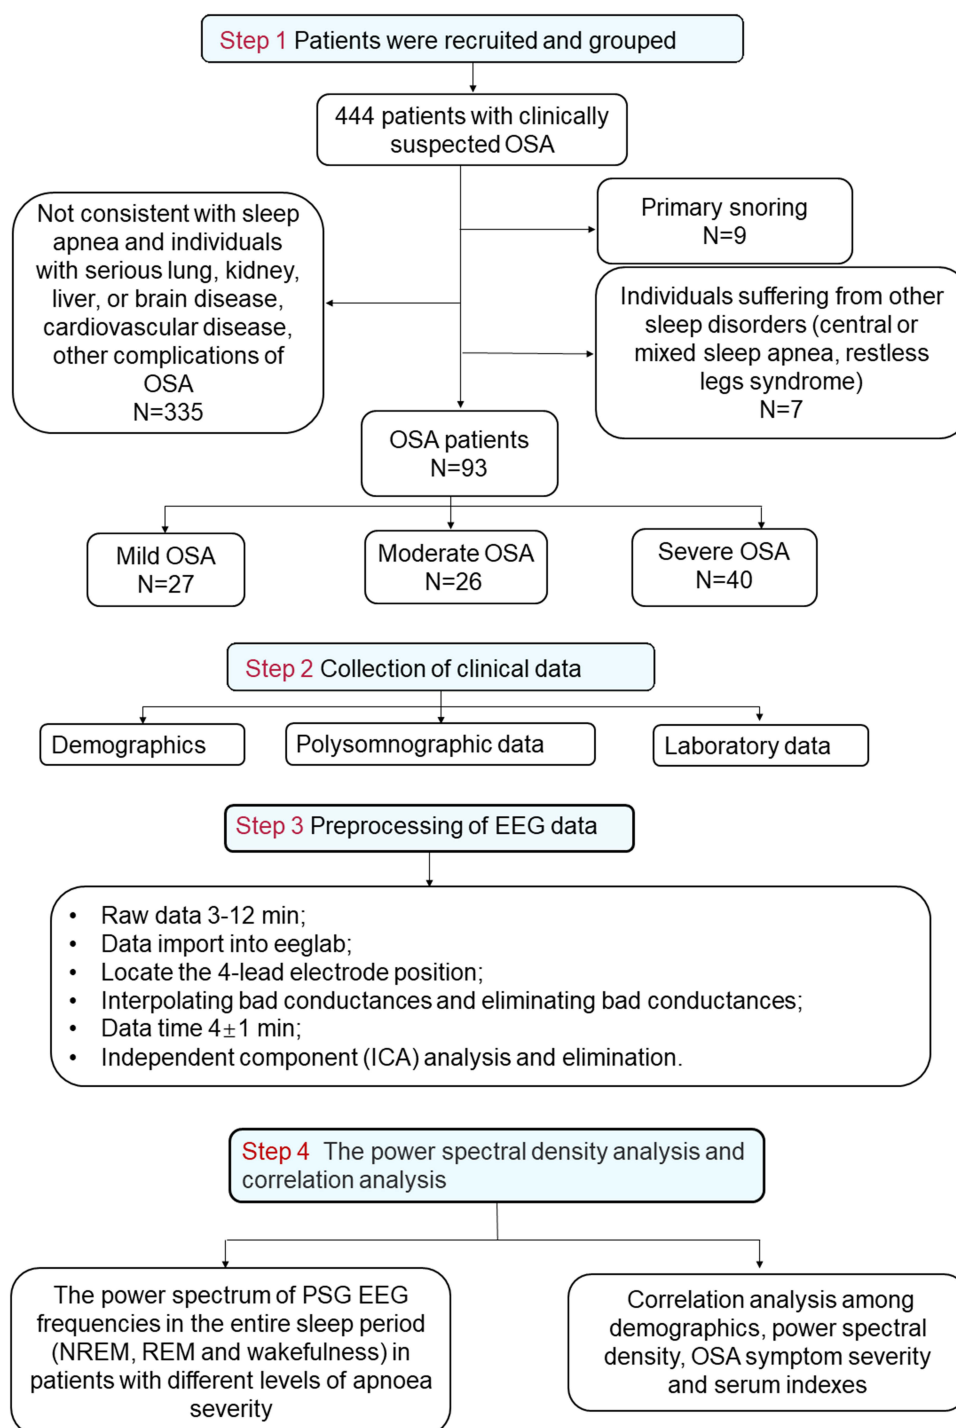 Step 1 Patients were recruited and grouped
444 patients with clinically
suspected OSA
Not consistent with sleep
apnea and individuals
with serious lung, kidney,
liver, or brain disease,
cardiovascular disease,
other complications of
OSA
N=335
Primary snoring
N=9
Individuals suffering from other
sleep disorders (central or
mixed sleep apnea, restless
legs syndrome)
N=7
OSA patients
N=93
Mild OSA
N=27
Moderate OSA
N=26
Severe OSA
N=40
Step 2 Collection of clinical data
Demographics
Polysomnographic data
Laboratory data
Step 3 Preprocessing of EEG data
• Raw data 3-12 min;
• Data import into eeglab;
• Locate the 4-lead electrode position;
• Interpolating bad conductances and eliminating bad conductances;
• Data time 4±1 min;
• Independent component (ICA) analysis and elimination.
Step 4 The power spectral density analysis and
correlation analysis
The power spectrum of PSG EEG
frequencies in the entire sleep period
(NREM, REM and wakefulness) in
patients with different levels of apnoea
severity
Correlation analysis among
demographics, power spectral
density, OSA symptom severity
and serum indexes